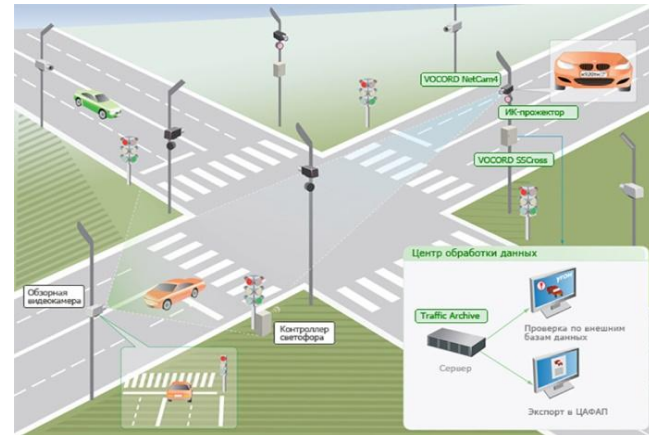 VOCORD NetCam4
ИК-прожектор
VOCORD S5Cross
Центр обработки данных
Traffic Archive
Сервер
Проверка по внешним
базам данных
Экспорт в ЦАФАП
Обзорная
видеокамера
Контроллер
светофора